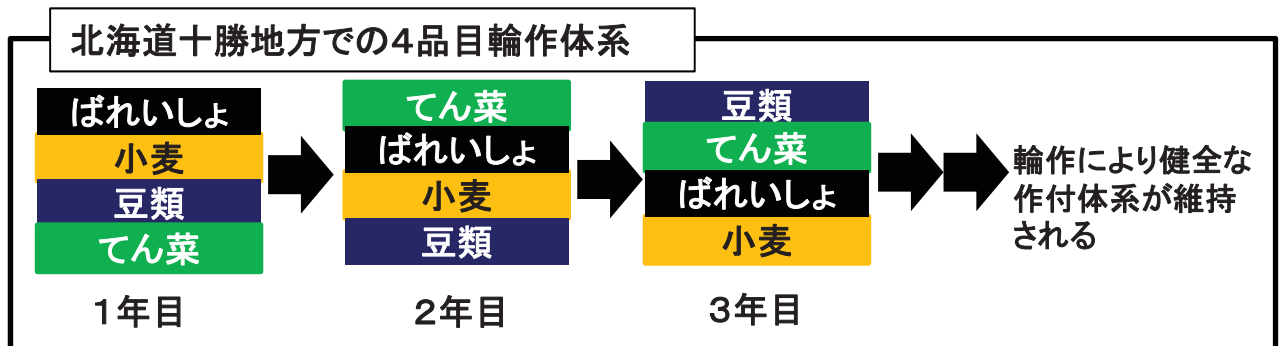 北海道十勝地方での４品目輪作体系
ばれいしょ
小麦
豆類
てん菜
１年目
てん菜
ばれいしょ
小麦
豆類
２年目
豆類
てん菜
ばれいしょ
小麦
３年目
輪作により健全な
作付体系が維持
される